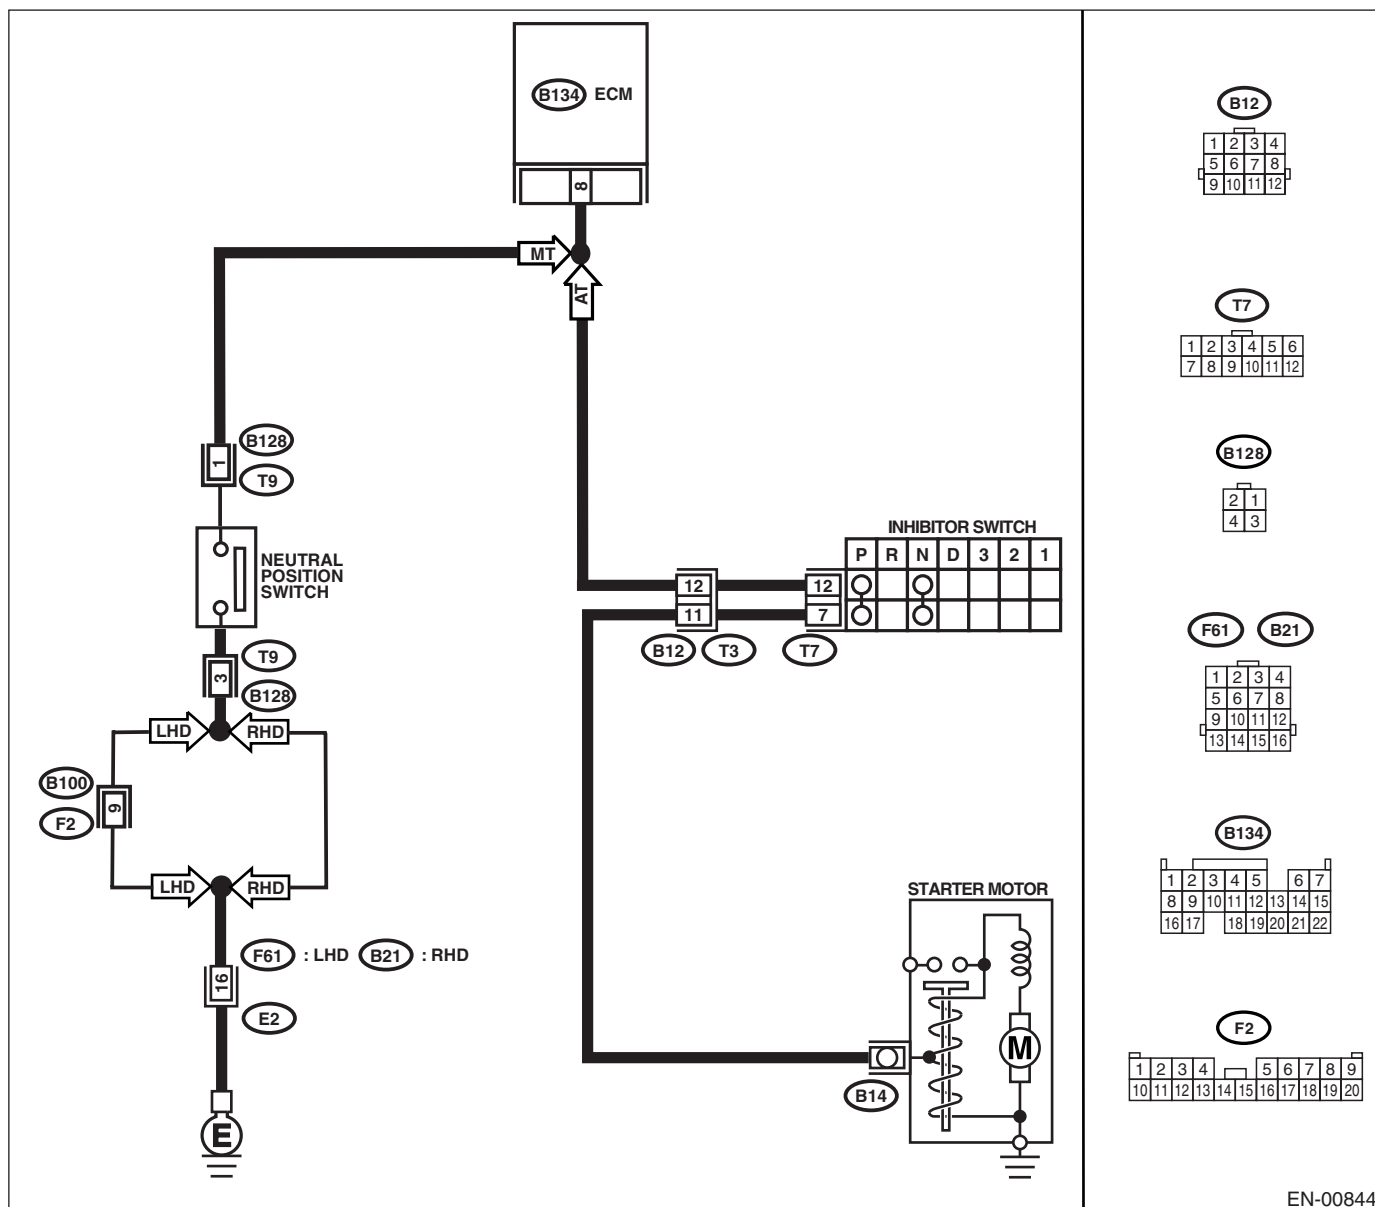 B134 ECM
8
MT
AT
B128
1
T9
NEUTRAL
POSITION
SWITCH
T9
3
B128
LHD RHD
B100
9
F2
LHD RHD
F61 : LHD B21 : RHD
16
E2
E
INHIBITOR SWITCH
P R N D 3 2 1
12 12
11 7
B12 T3 T7
STARTER MOTOR
M
B14
B12
1 2 3 4
5 6 7 8
9 10 11 12
T7
1 2 3 4 5 6
7 8 9 10 11 12
B128
2 1
4 3
F61 B21
1 2 3 4
5 6 7 8
9 10 11 12
13 14 15 16
B134
1 2 3 4 5 6 7
8 9 10 11 12 13 14 15
16 17 18 19 20 21 22
F2
1 2 3 4 5 6 7 8 9
10 11 12 13 14 15 16 17 18 19 20
EN-00844